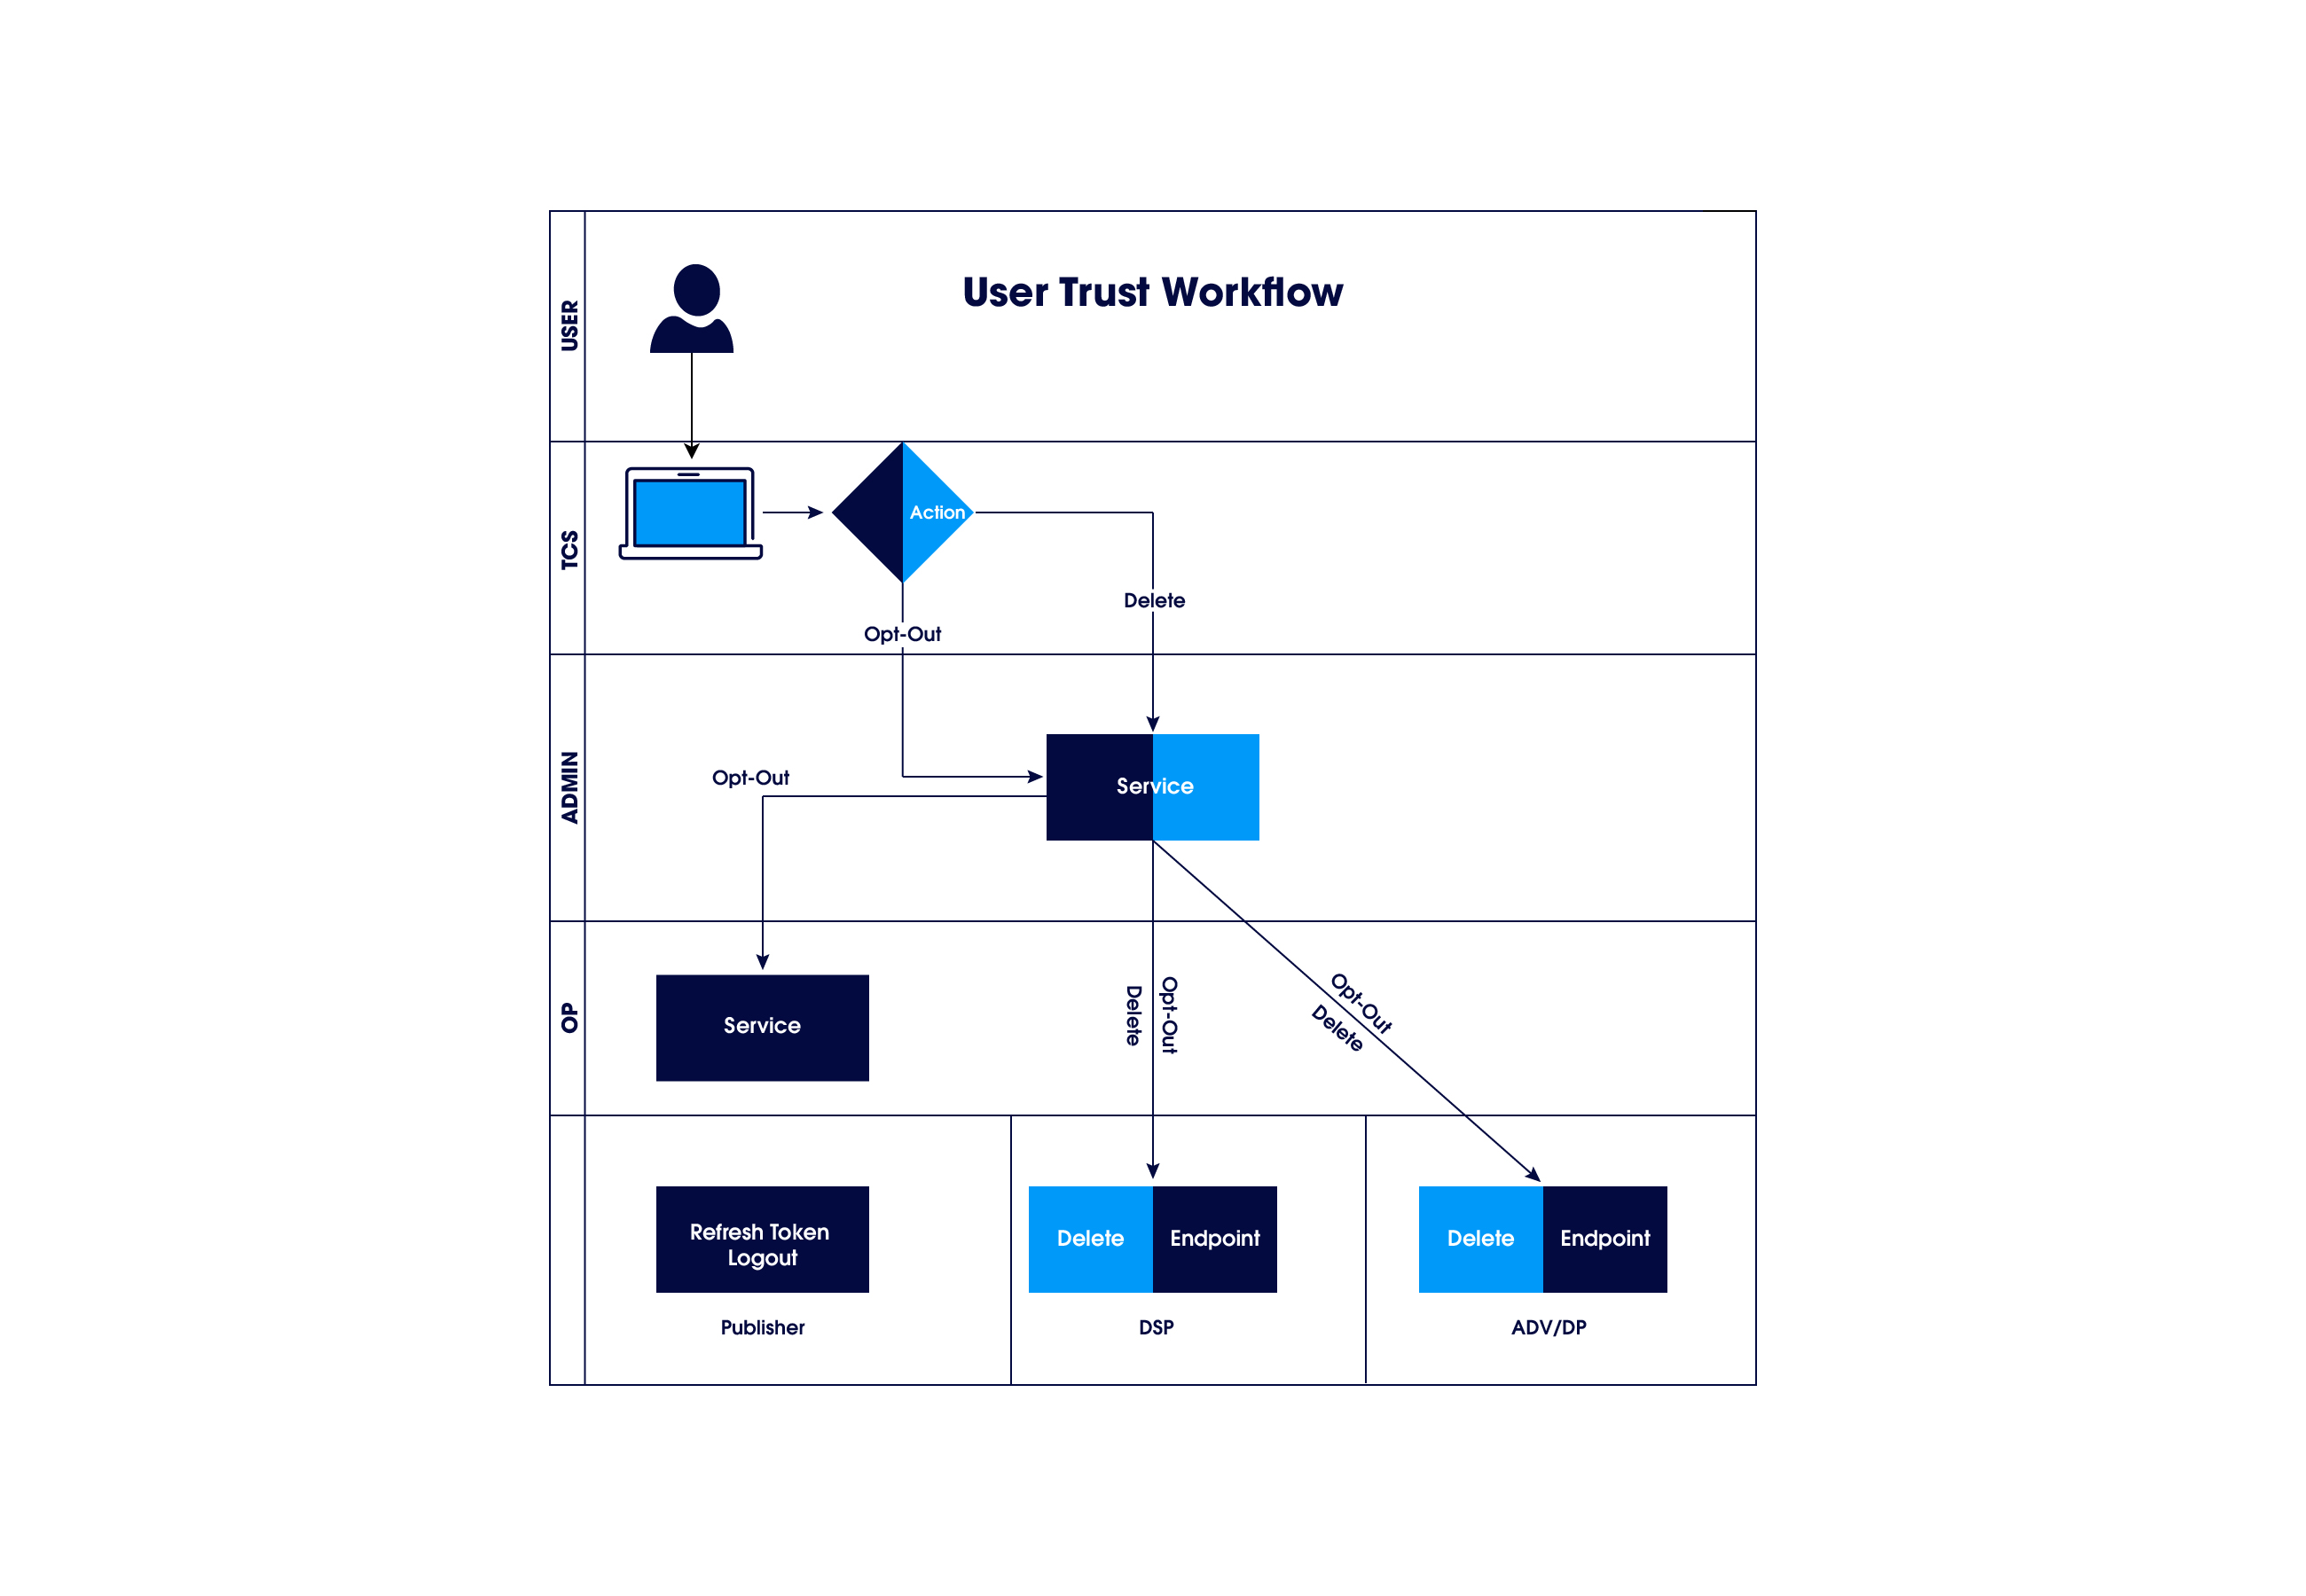 User Trust Workflow
USER
TCS
Action
Delete
Opt-Out
ADMIN
Service
Opt-Out
OP
Service
Delete
Opt-Out
Opt-Out
Delete
Refresh Token
Logout
Publisher
Delete
Endpoint
DSP
Delete
Endpoint
ADV/DP